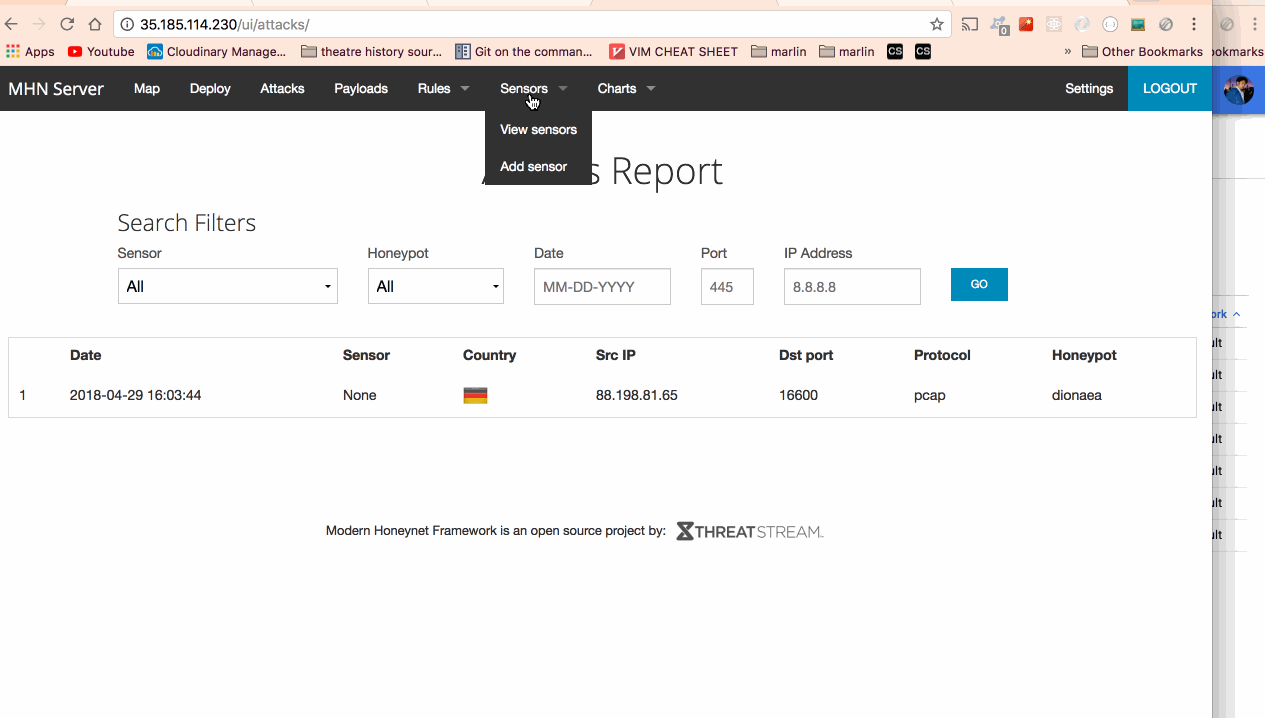 35.185.114.230/ui/attacks/
0
Apps Youtube Cloudinary Manage... theatre history sour... Git on the comman... VIM CHEAT SHEET marlin marlin CS CS » Other Bookmarks ookmarks
MHN Server Map Deploy Attacks Payloads Rules Sensors Charts Settings LOGOUT
View sensors
Add sensor
s Report
Search Filters
Sensor Honeypot Date Port IP Address
All All MM-DD-YYYY 445 8.8.8.8 GO
ork
Date Sensor Country Src IP Dst port Protocol Honeypot
1 2018-04-29 16:03:44 None 88.198.81.65 16600 pcap dionaea
ult
ult
ult
ult
ult
ult
ult
Modern Honeynet Framework is an open source project by: THREATSTREAM